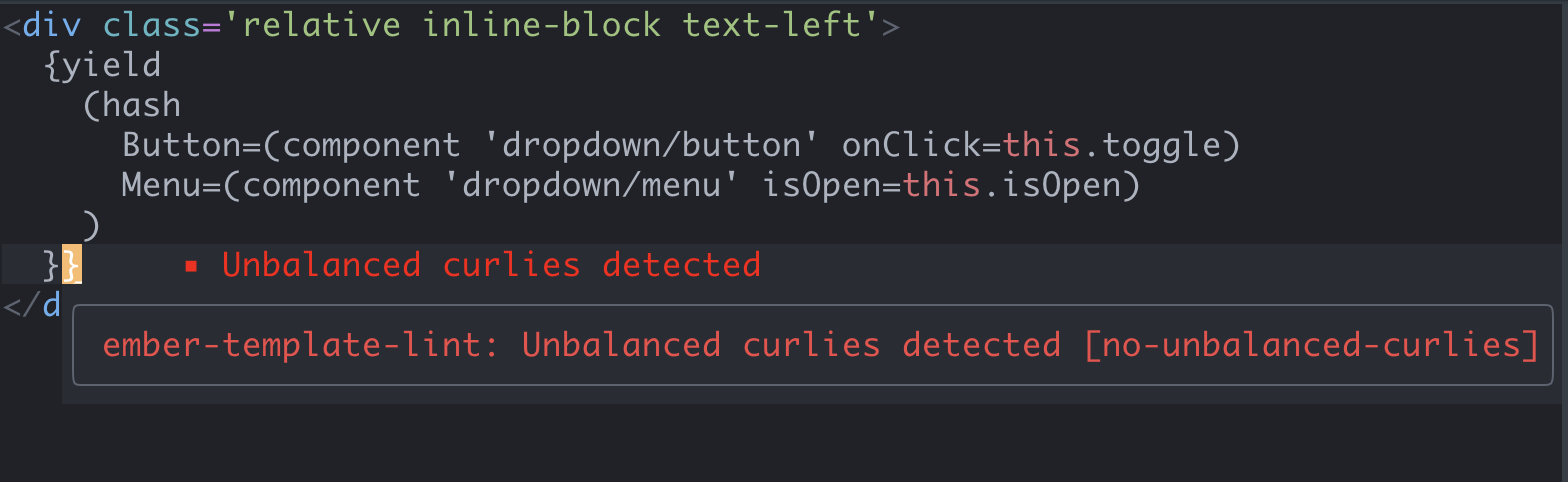 <div class='relative inline-block text-left'>
  {yield
    (hash
      Button=(component 'dropdown/button' onClick=this.toggle)
      Menu=(component 'dropdown/menu' isOpen=this.isOpen)
    )
  }}     ▪ Unbalanced curlies detected
</d
ember-template-lint: Unbalanced curlies detected [no-unbalanced-curlies]